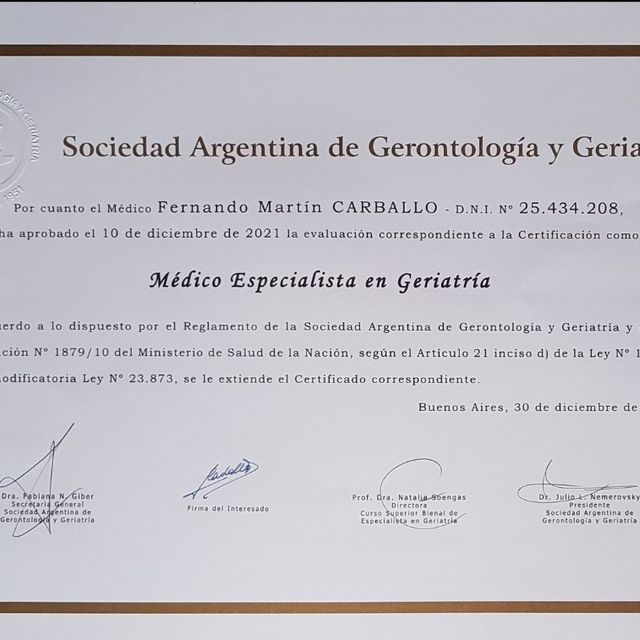 Sociedad Argentina de Gerontología y Geria
Por cuanto el Médico Fernando Martín CARBALLO - D.N.I. Nº 25.434.208,
ha aprobado el 10 de diciembre de 2021 la evaluación correspondiente a la Certificación como
Médico Especialista en Geriatría
uerdo a lo dispuesto por el Reglamento de la Sociedad Argentina de Gerontología y Geriatría y
ción Nº 1879/10 del Ministerio de Salud de la Nación, según el Artículo 21 inciso d) de la Ley Nº 1
modificatoria Ley Nº 23.873, se le extiende el Certificado correspondiente.
Buenos Aires, 30 de diciembre de
Dra. Fabiana N. Giber
Secretaria General
Sociedad Argentina de
Gerontología y Geriatría
Firma del Interesado
Prof. Dra. Natalia Soengas
Directora
Curso Superior Bienal de
Especialista en Geriatría
Dr. Julio L. Nemerovsky
Presidente
Sociedad Argentina de
Gerontología y Geriatría
OGÍA Y GERIATRÍA
1951